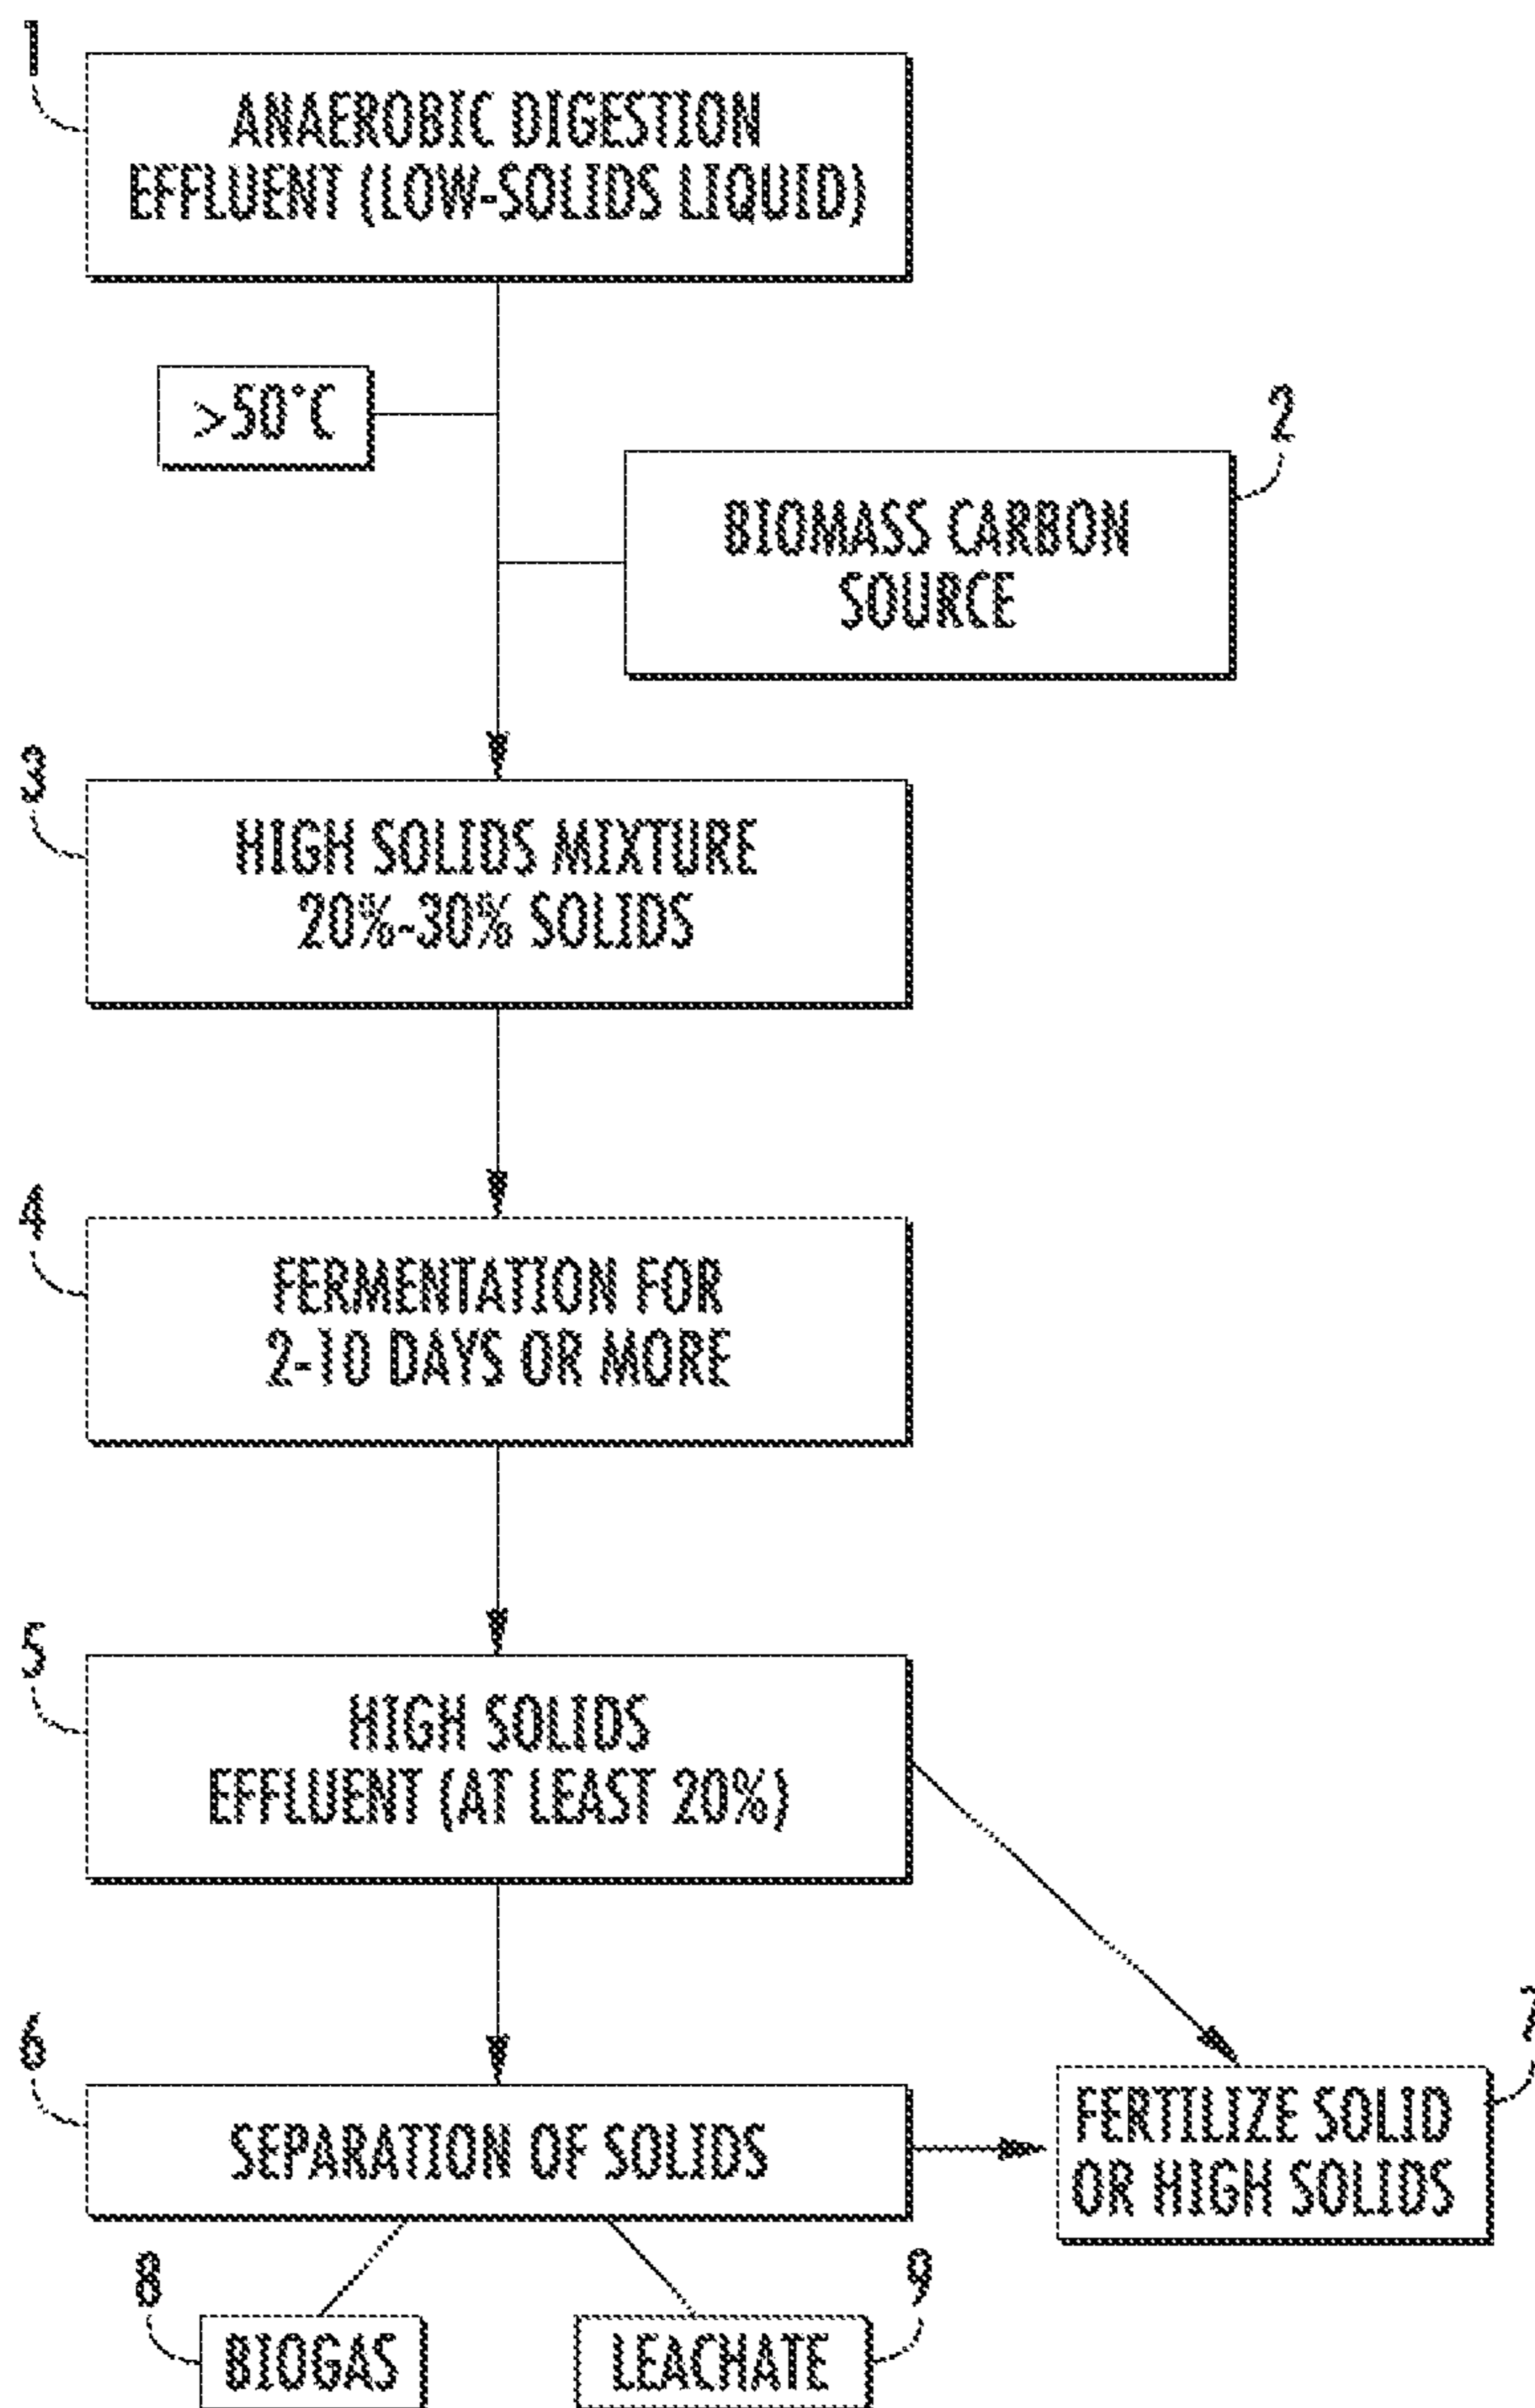 1
ANAEROBIC DIGESTION
EFFLUENT (LOW-SOLIDS LIQUID)
>50°C
2
BIOMASS CARBON
SOURCE
3
HIGH SOLIDS MIXTURE
20%-30% SOLIDS
4
FERMENTATION FOR
2-10 DAYS OR MORE
5
HIGH SOLIDS
EFFLUENT (AT LEAST 20%)
6
SEPARATION OF SOLIDS
7
FERTILIZE SOLID
OR HIGH SOLIDS
8
BIOGAS
9
LEACHATE